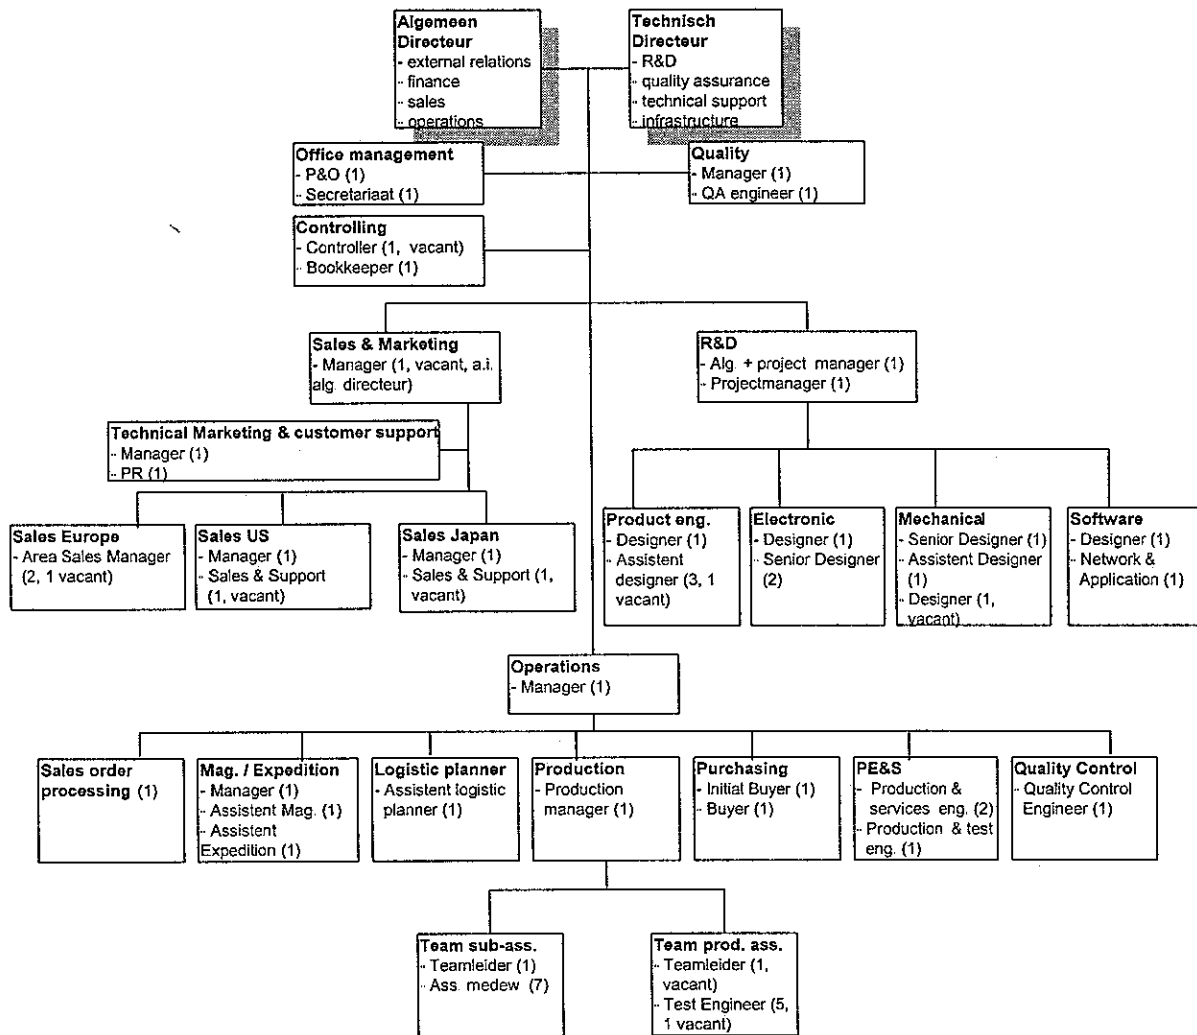 Algemeen
Directeur
- external relations
- finance
- sales
- operations
Technisch
Directeur
- R&D
- quality assurance
- technical support
- infrastructure
Office management
- P&O (1)
- Secretariaat (1)
Quality
- Manager (1)
- QA engineer (1)
Controlling
- Controller (1, vacant)
- Bookkeeper (1)
Sales & Marketing
- Manager (1, vacant, a.i.
alg. directeur)
R&D
- Alg. + project manager (1)
- Projectmanager (1)
Technical Marketing & customer support
- Manager (1)
- PR (1)
Sales Europe
- Area Sales Manager
(2, 1 vacant)
Sales US
- Manager (1)
- Sales & Support
(1, vacant)
Sales Japan
- Manager (1)
- Sales & Support (1,
vacant)
Product eng.
- Designer (1)
- Assistent
designer (3, 1
vacant)
Electronic
- Designer (1)
- Senior Designer
(2)
Mechanical
- Senior Designer (1)
- Assistent Designer
(1)
- Designer (1,
vacant)
Software
- Designer (1)
- Network &
Application (1)
Operations
- Manager (1)
Sales order
processing (1)
Mag. / Expedition
- Manager (1)
- Assistent Mag. (1)
- Assistent
Expedition (1)
Logistic planner
- Assistent logistic
planner (1)
Production
- Production
manager (1)
Purchasing
- Initial Buyer (1)
- Buyer (1)
PE&S
- Production &
services eng. (2)
- Production & test
eng. (1)
Quality Control
- Quality Control
Engineer (1)
Team sub-ass.
- Teamleider (1)
- Ass. medew (7)
Team prod. ass.
- Teamleider (1,
vacant)
- Test Engineer (5,
1 vacant)